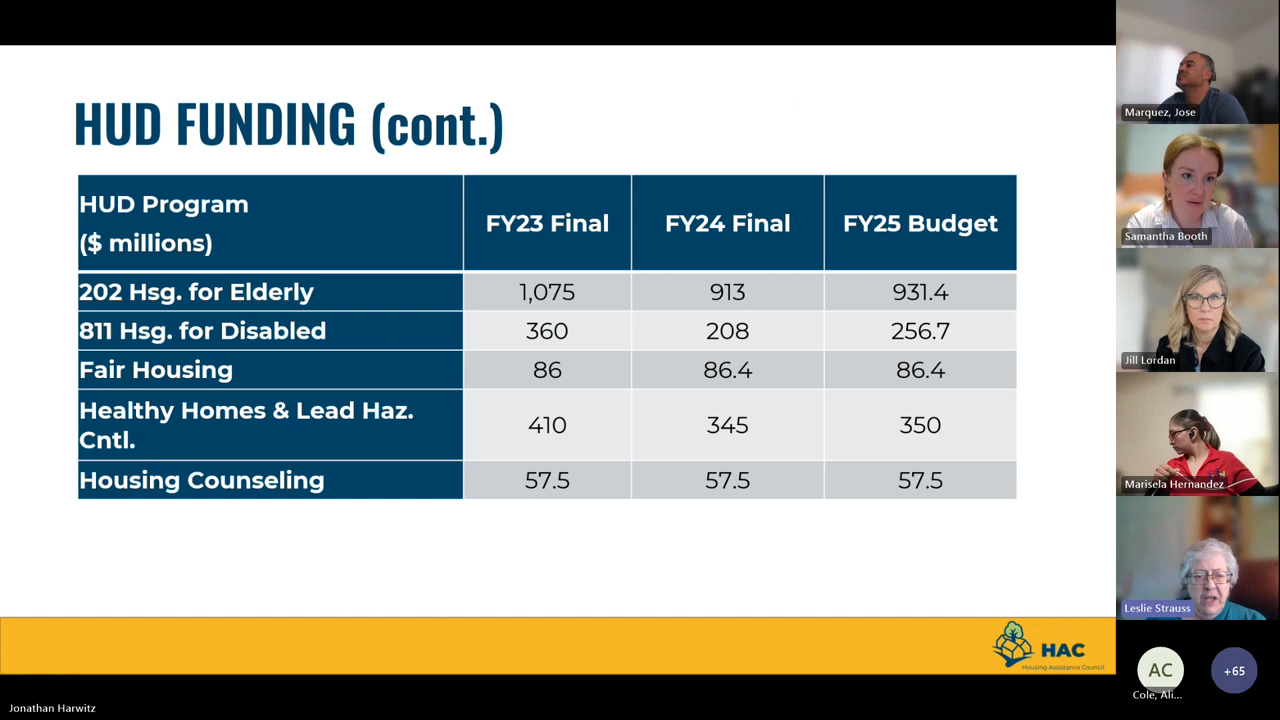 HUD FUNDING (cont.)
HUD Program
($ millions)
FY23 Final
FY24 Final
FY25 Budget
202 Hsg. for Elderly
1,075
913
931.4
811 Hsg. for Disabled
360
208
256.7
Fair Housing
86
86.4
86.4
Healthy Homes & Lead Haz.
Cntl.
410
345
350
Housing Counseling
57.5
57.5
57.5
HAC
Housing Assistance Council
Jonathan Harwitz
Marquez, Jose
Samantha Booth
Jill Lordan
Marisela Hernandez
Leslie Strauss
AC
Cole, Ali...
+65